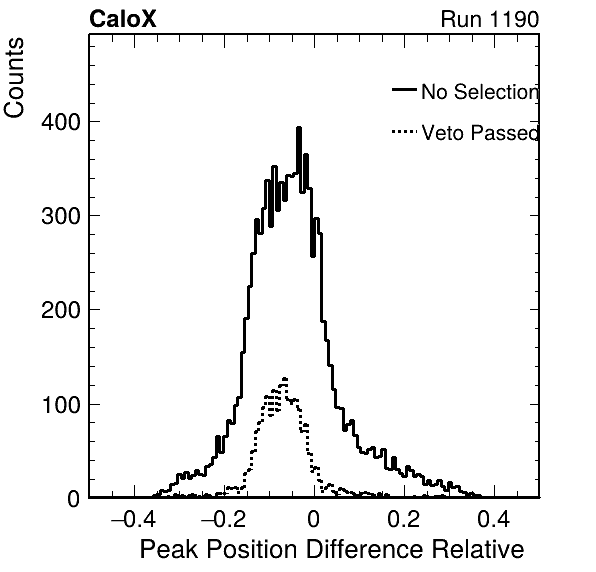 CaloX Run 1190
Counts
No Selection
Veto Passed
400
300
200
100
0
−0.4 −0.2 0 0.2 0.4
Peak Position Difference Relative